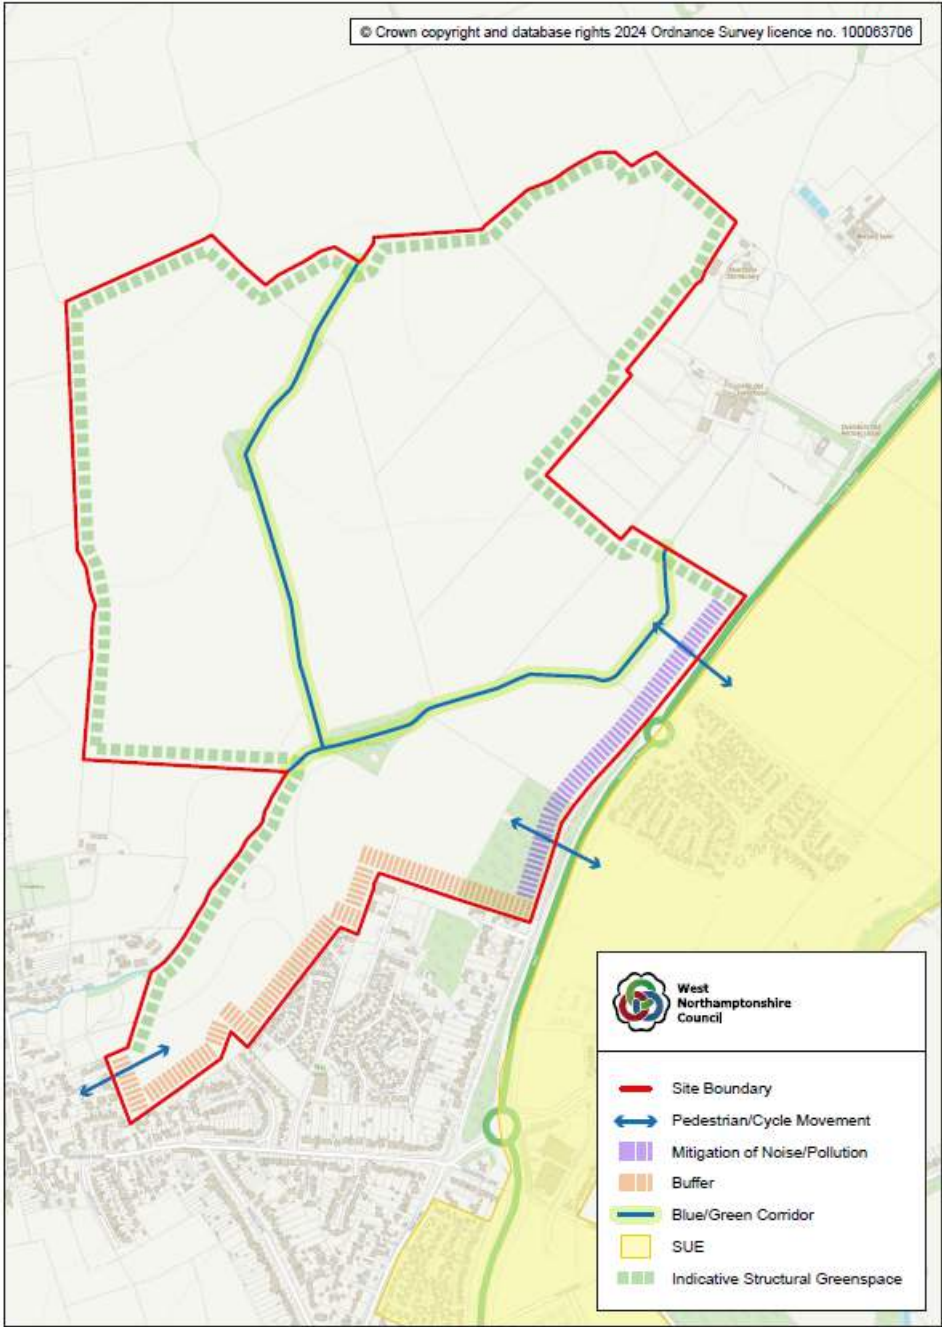 © Crown copyright and database rights 2024 Ordnance Survey licence no. 100063706
West
Northamptonshire
Council
Site Boundary
Pedestrian/Cycle Movement
Mitigation of Noise/Pollution
Buffer
Blue/Green Corridor
SUE
Indicative Structural Greenspace